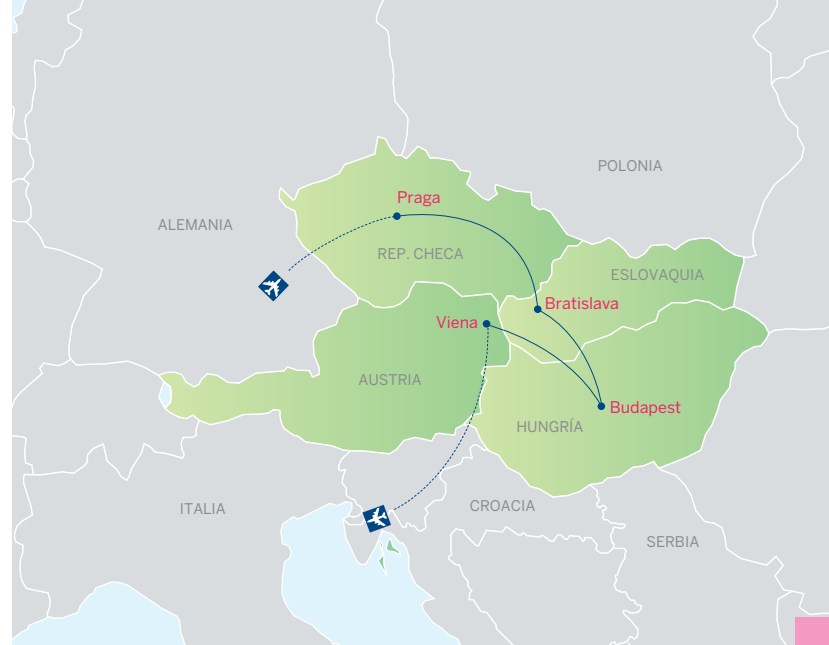 POLONIA
Praga
ALEMANIA
REP. CHECA
ESLOVAQUIA
Bratislava
Viena
AUSTRIA
Budapest
HUNGRÍA
ITALIA
CROACIA
SERBIA